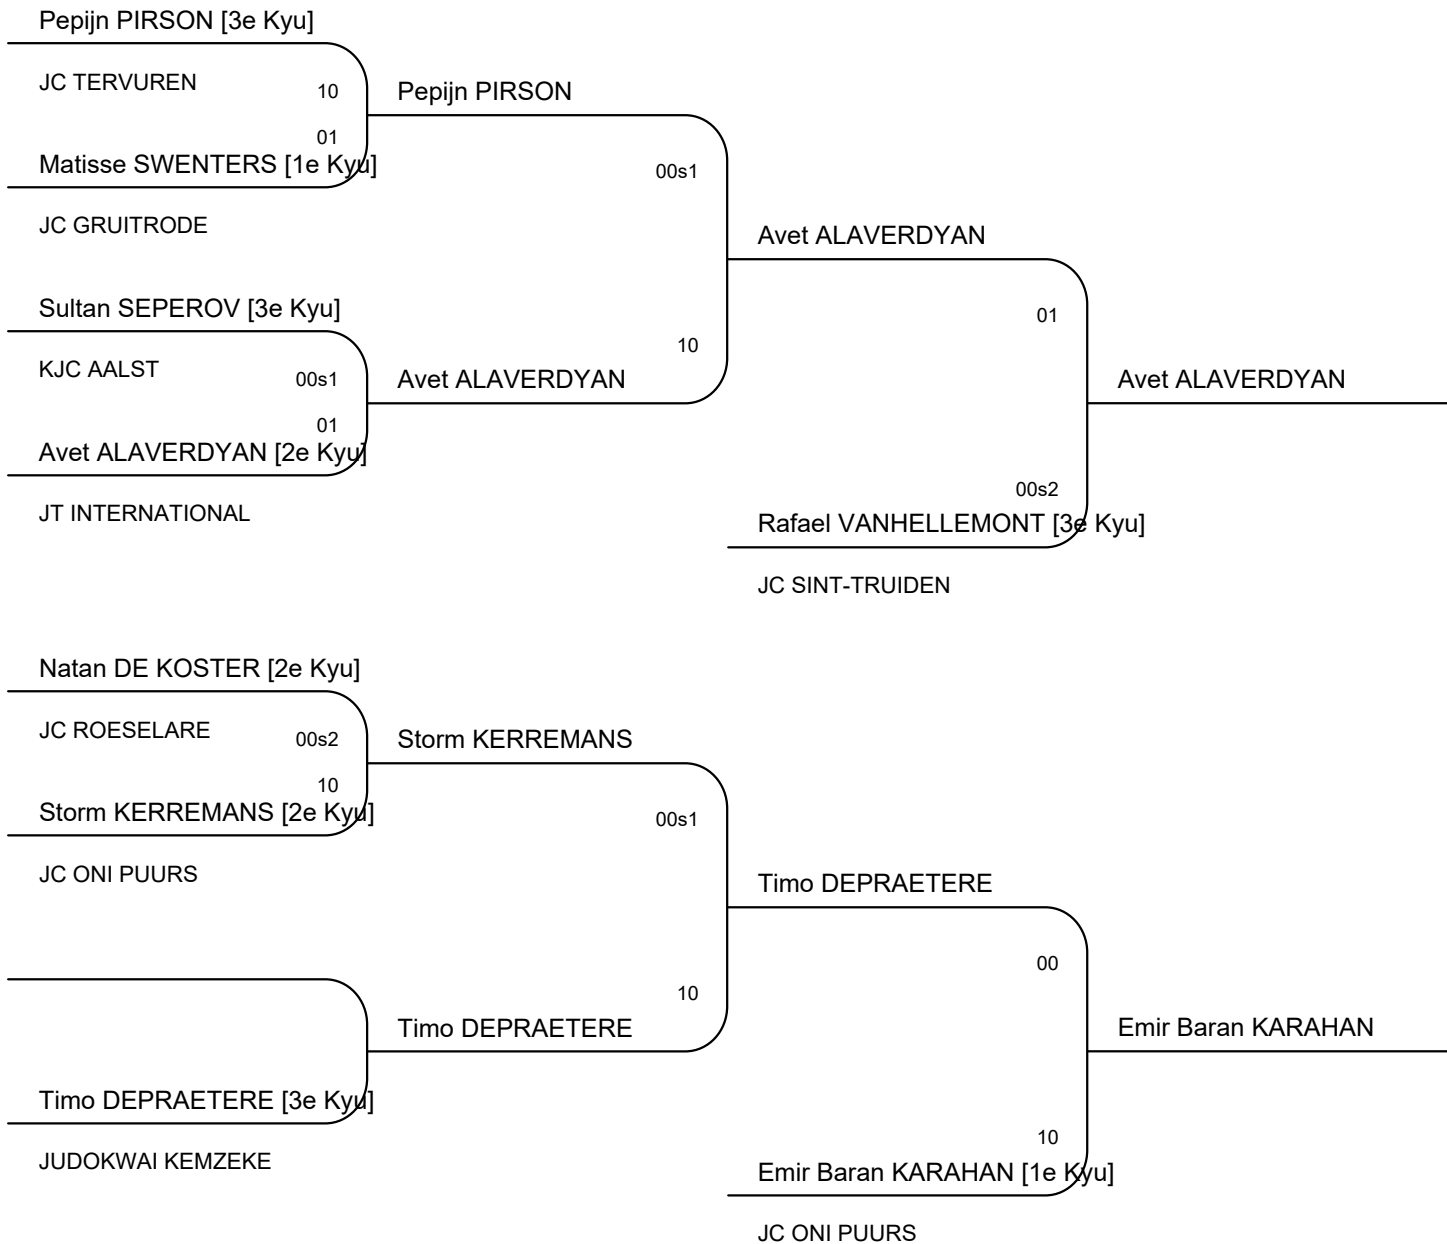 Pepijn PIRSON [3e Kyu]
JC TERVUREN
10
01
Matisse SWENTERS [1e Kyu]
JC GRUITRODE
Pepijn PIRSON
00s1
Sultan SEPEROV [3e Kyu]
KJC AALST
00s1
01
Avet ALAVERDYAN [2e Kyu]
JT INTERNATIONAL
10
Avet ALAVERDYAN
Avet ALAVERDYAN
01
00s2
Rafael VANHELLEMONT [3e Kyu]
JC SINT-TRUIDEN
Avet ALAVERDYAN
Natan DE KOSTER [2e Kyu]
JC ROESELARE
00s2
10
Storm KERREMANS [2e Kyu]
JC ONI PUURS
Storm KERREMANS
00s1
10
Timo DEPRAETERE
Timo DEPRAETERE [3e Kyu]
JUDOKWAI KEMZEKE
Timo DEPRAETERE
00
10
Emir Baran KARAHAN [1e Kyu]
JC ONI PUURS
Emir Baran KARAHAN